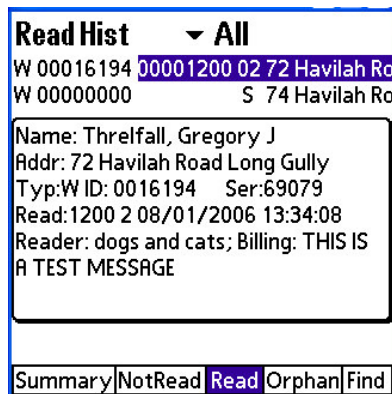 Read Hist All
W 00016194 00001200 02 72 Havilah Ro
W 00000000 S 74 Havilah Ro
Name: Threlfall, Gregory J
Addr: 72 Havilah Road Long Gully
Typ:W ID: 0016194 Ser:69079
Read:1200 2 08/01/2006 13:34:08
Reader: dogs and cats; Billing: THIS IS
A TEST MESSAGE
Summary NotRead Read Orphan Find